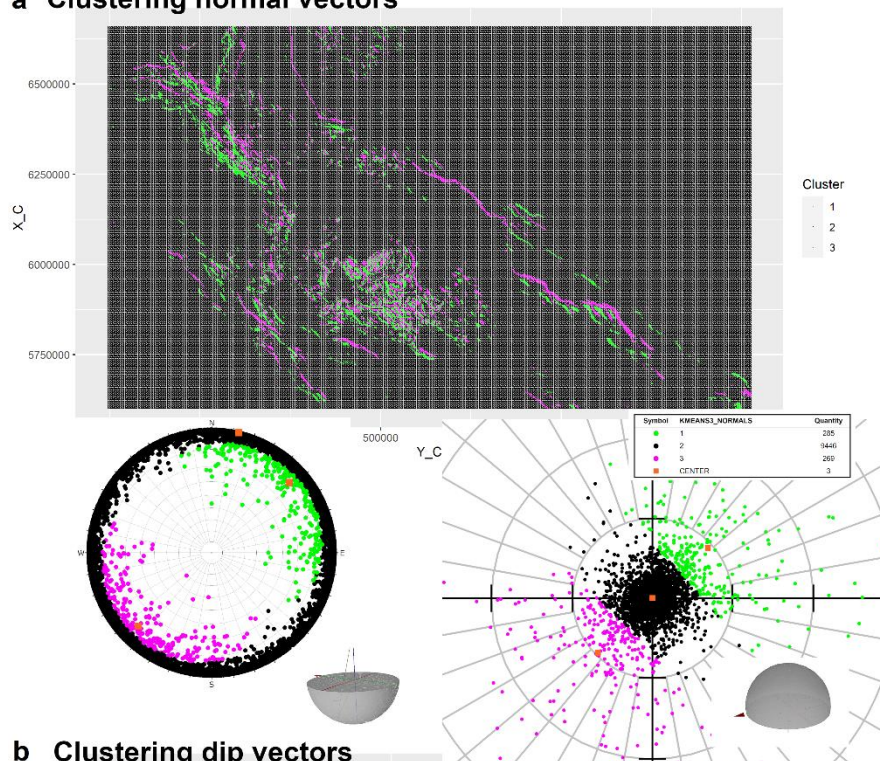 a Clustering normal vectors
6500000
6250000
6000000
5750000
X_C
Cluster
1
2
3
500000
Y_C
N
W
E
S
Symbol KMEANS3_NORMALS Quantity
1 285
2 9446
3 269
CENTER 3
b Clustering dip vectors